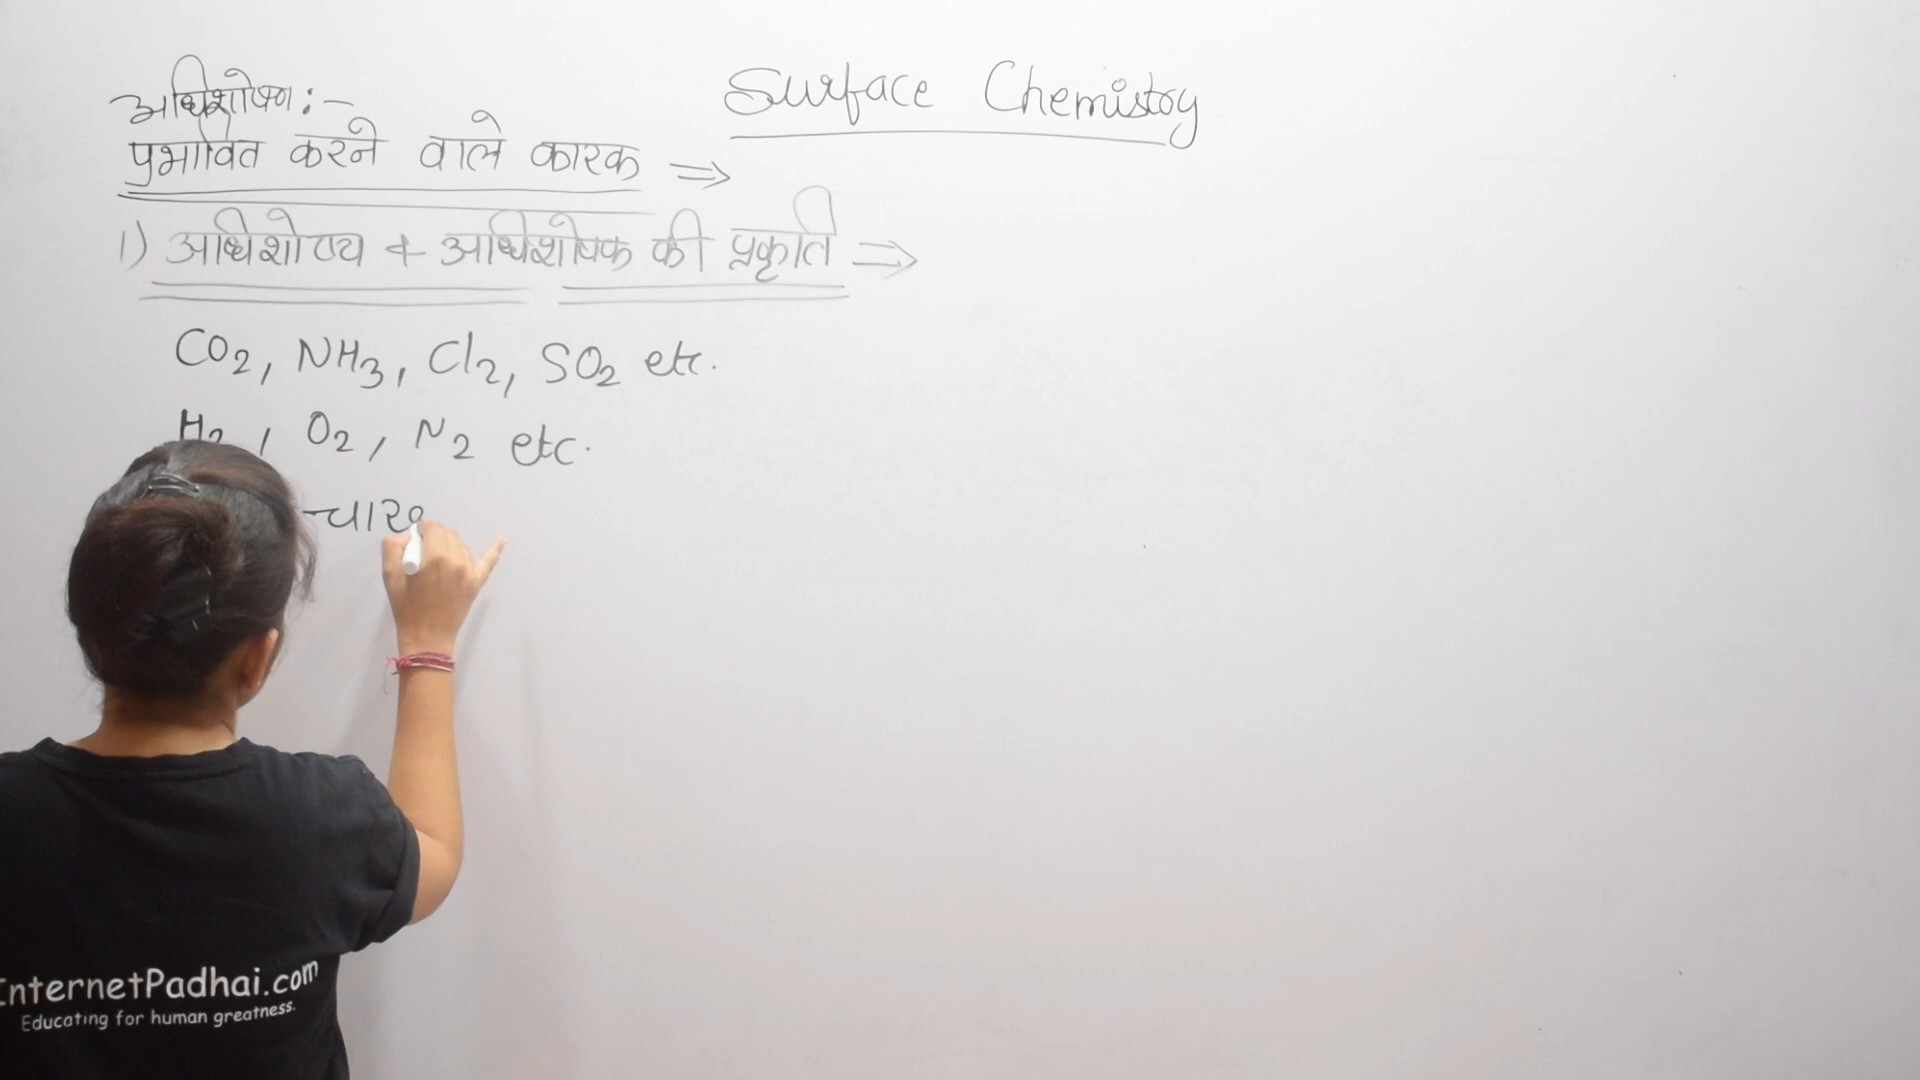 Surface Chemistry
अधिशोषण :-
प्रभावित करने वाले कारक ⇒
1) अधिशोष्य + अधिशोषक की प्रकृति ⇒
CO2, NH3, Cl2, SO2 etc.
H2, O2, N2 etc.
InternetPadhai.com
Educating for human greatness.